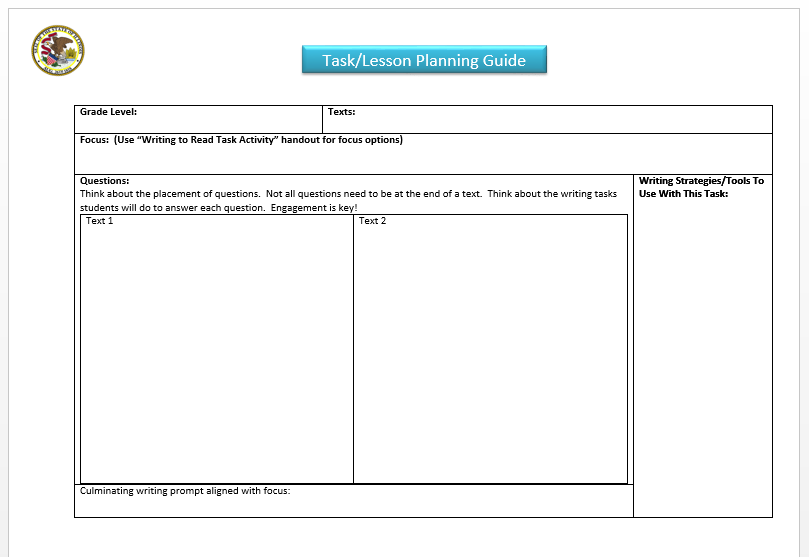 Task/Lesson Planning Guide
Grade Level:
Texts:
Focus:  (Use “Writing to Read Task Activity” handout for focus options)
Questions:
Think about the placement of questions.  Not all questions need to be at the end of a text.  Think about the writing tasks
students will do to answer each question.  Engagement is key!
Text 1
Text 2
Writing Strategies/Tools To
Use With This Task:
Culminating writing prompt aligned with focus: